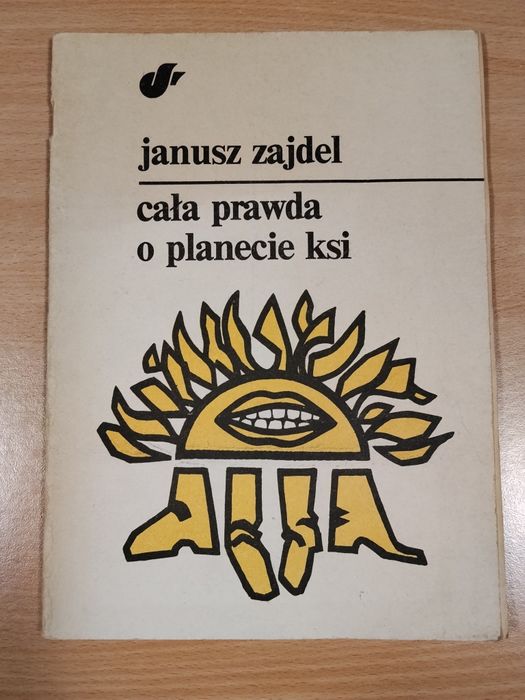 janusz zajdel
cała prawda
o planecie ksi